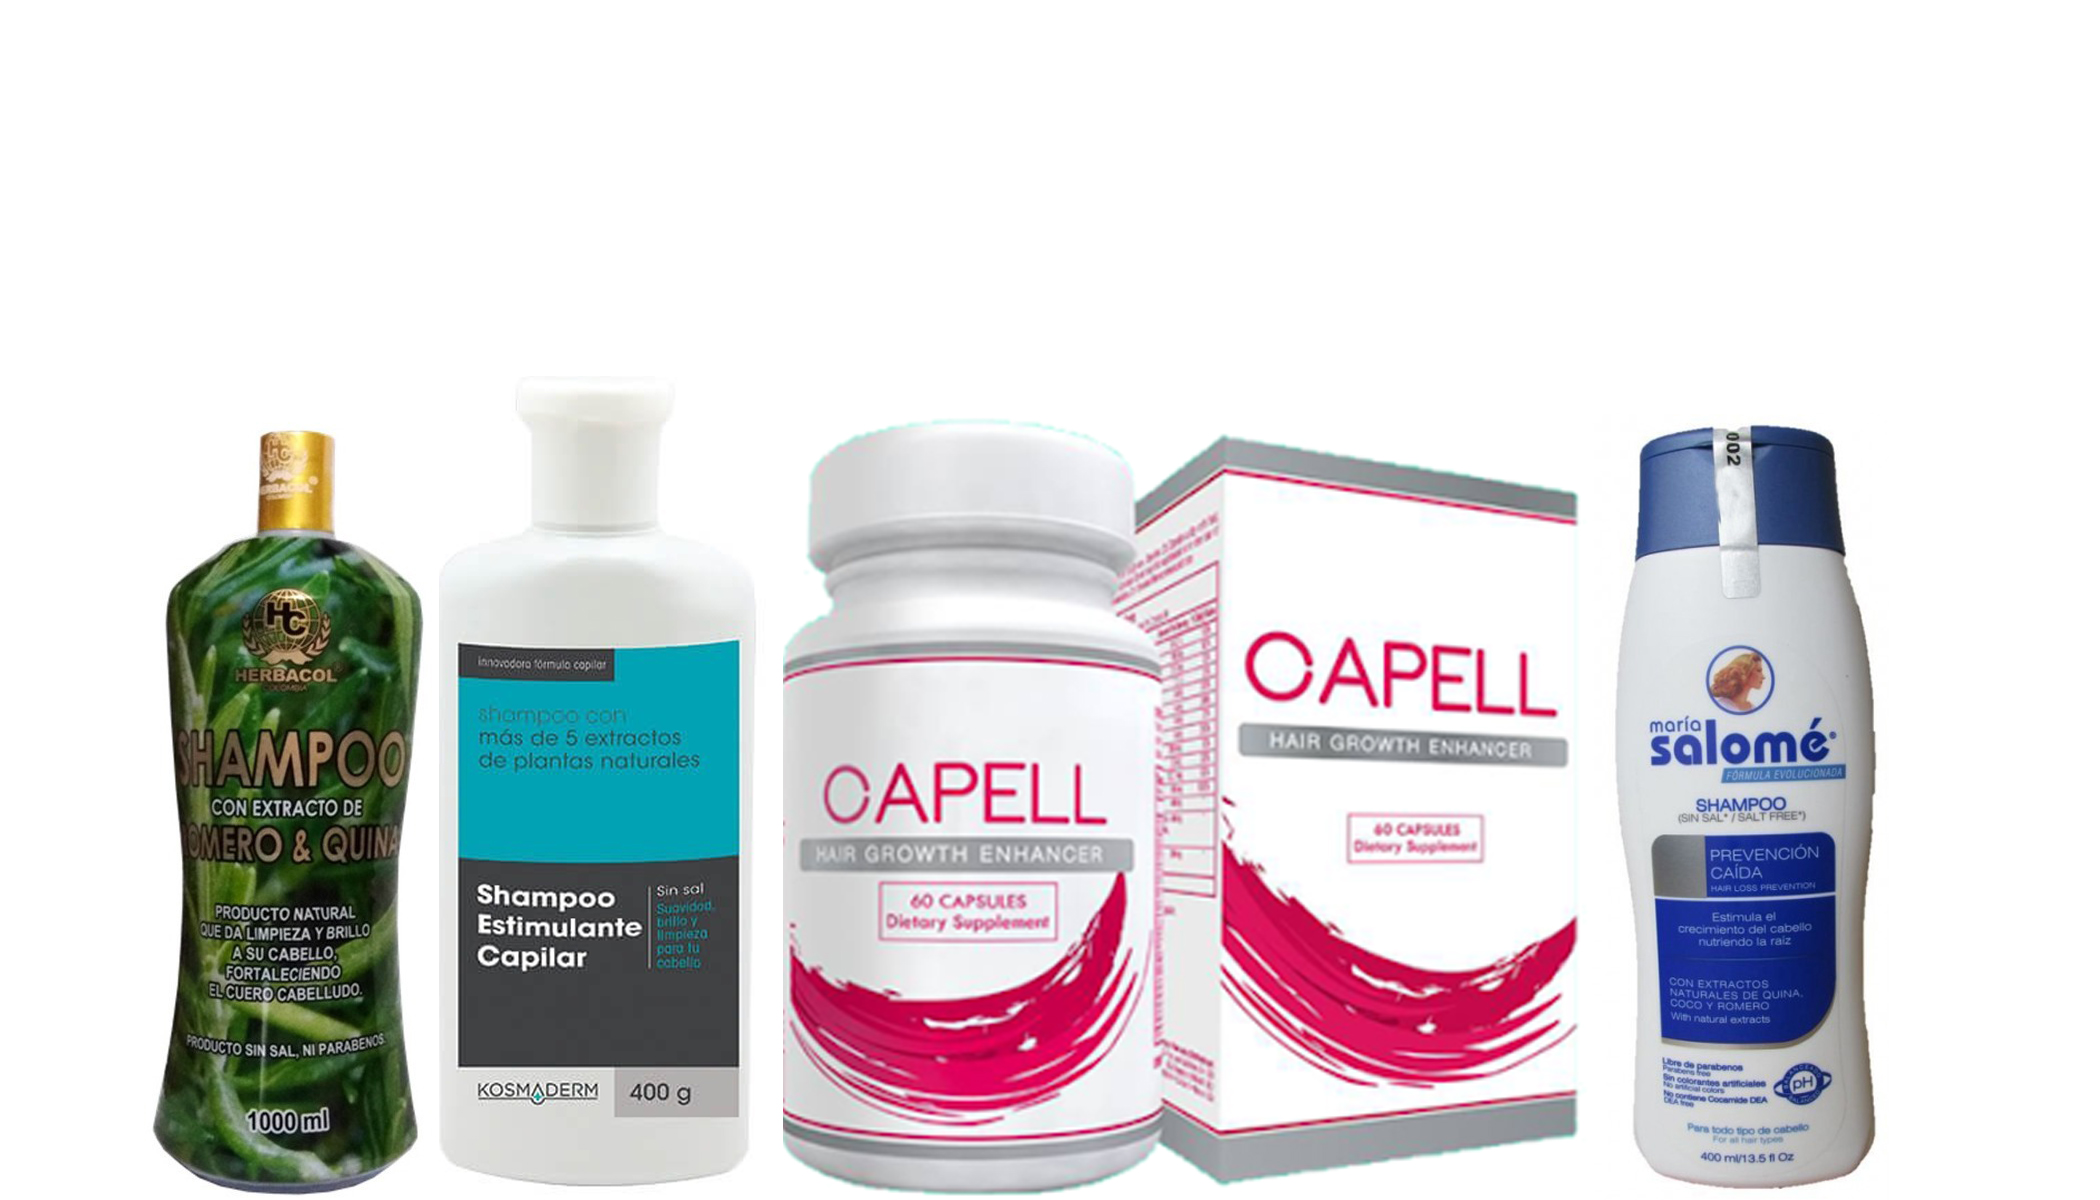 HC
HERBACOL
COLOMBIA
SHAMPOO
CON EXTRACTO DE
ROMERO & QUINA
PRODUCTO NATURAL
QUE DA LIMPIEZA Y BRILLO
A SU CABELLO,
FORTALECIENDO
EL CUERO CABELLUDO.
PRODUCTO SIN SAL, NI PARABENOS.
1000 ml
innovadora fórmula capilar
shampoo con
más de 5 extractos
de plantas naturales
Shampoo
Estimulante
Capilar
Sin sal
Suavidad,
brillo y
limpieza
para tu
cabello
KOSMADERM
400 g
CAPELL
HAIR GROWTH ENHANCER
60 CAPSULES
Dietary Supplement
CAPELL
HAIR GROWTH ENHANCER
60 CAPSULES
Dietary Supplement
002
maría
salomé
FÓRMULA EVOLUCIONADA
SHAMPOO
(SIN SAL* / SALT FREE*)
PREVENCIÓN
CAÍDA
HAIR LOSS PREVENTION
Estimula el
crecimiento del cabello
nutriendo la raíz
CON EXTRACTOS
NATURALES DE QUINA,
COCO Y ROMERO
With natural extracts
Libre de parabenos
Parabens free
Sin colorantes artificiales
No artificial colors
No contiene Cocamide DEA
DEA free
pH
Para todo tipo de cabello
For all hair types
400 ml/13.5 fl Oz